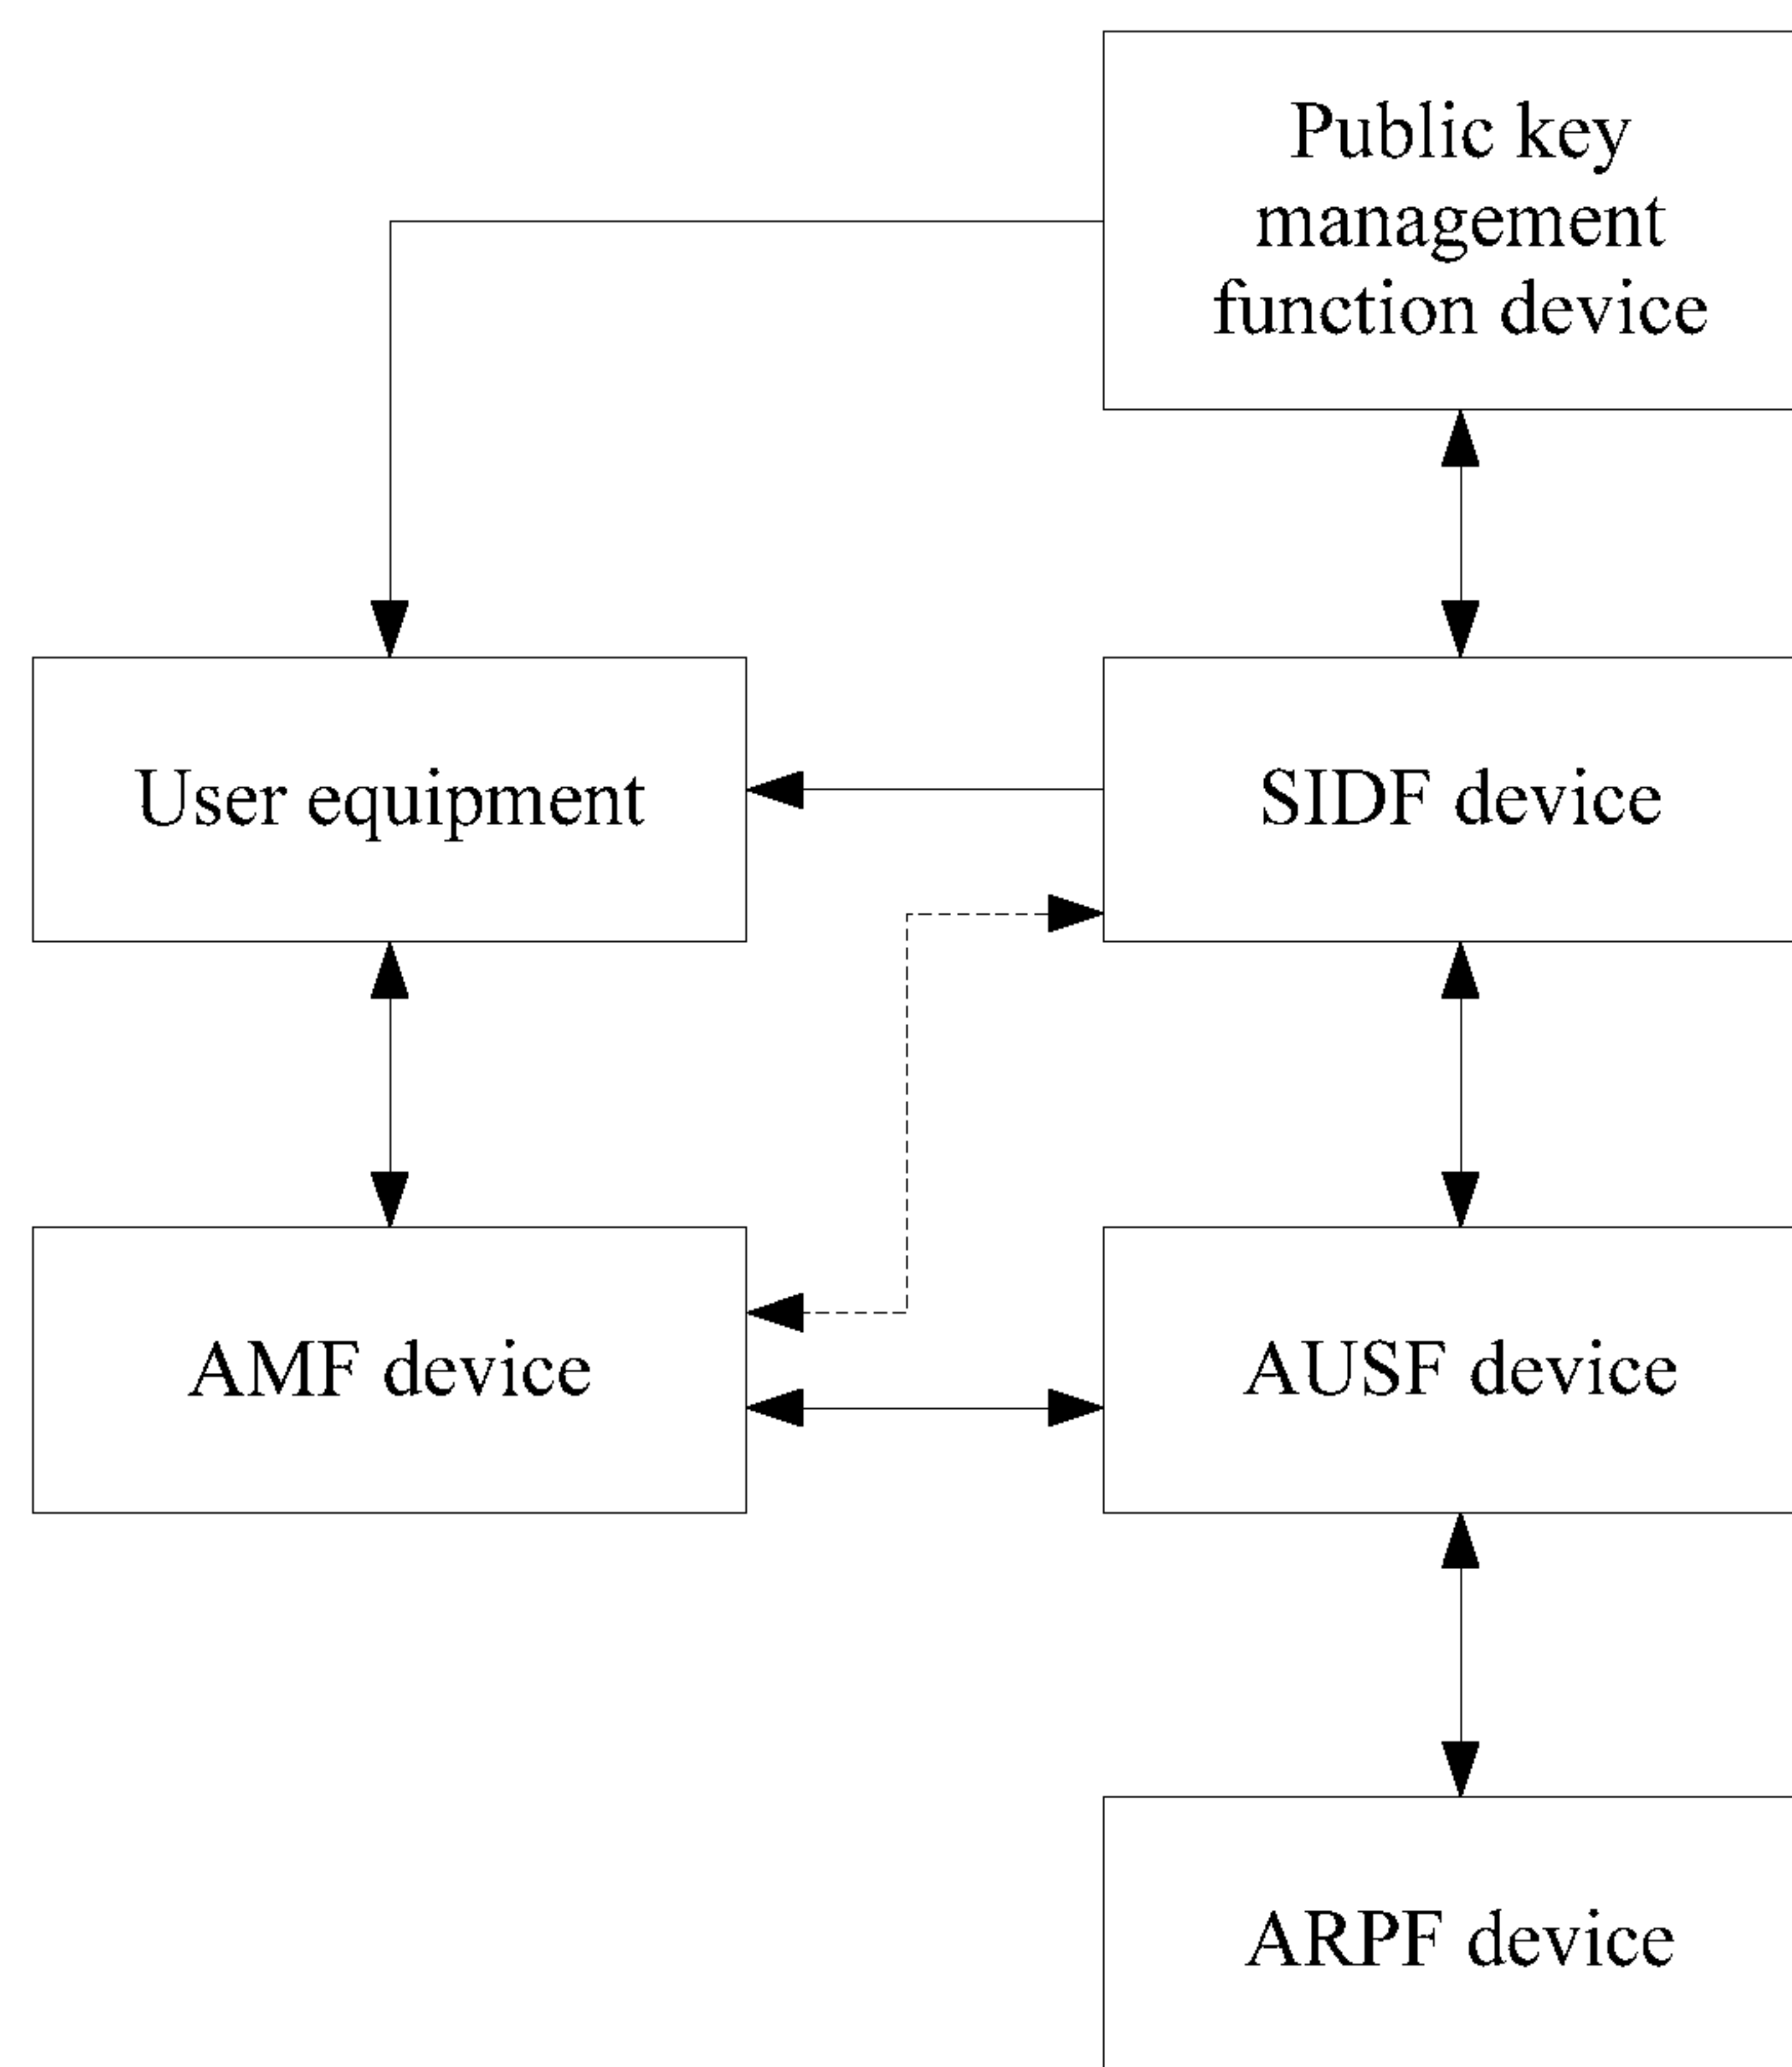 Public key
management
function device
User equipment
SIDF device
AMF device
AUSF device
ARPF device